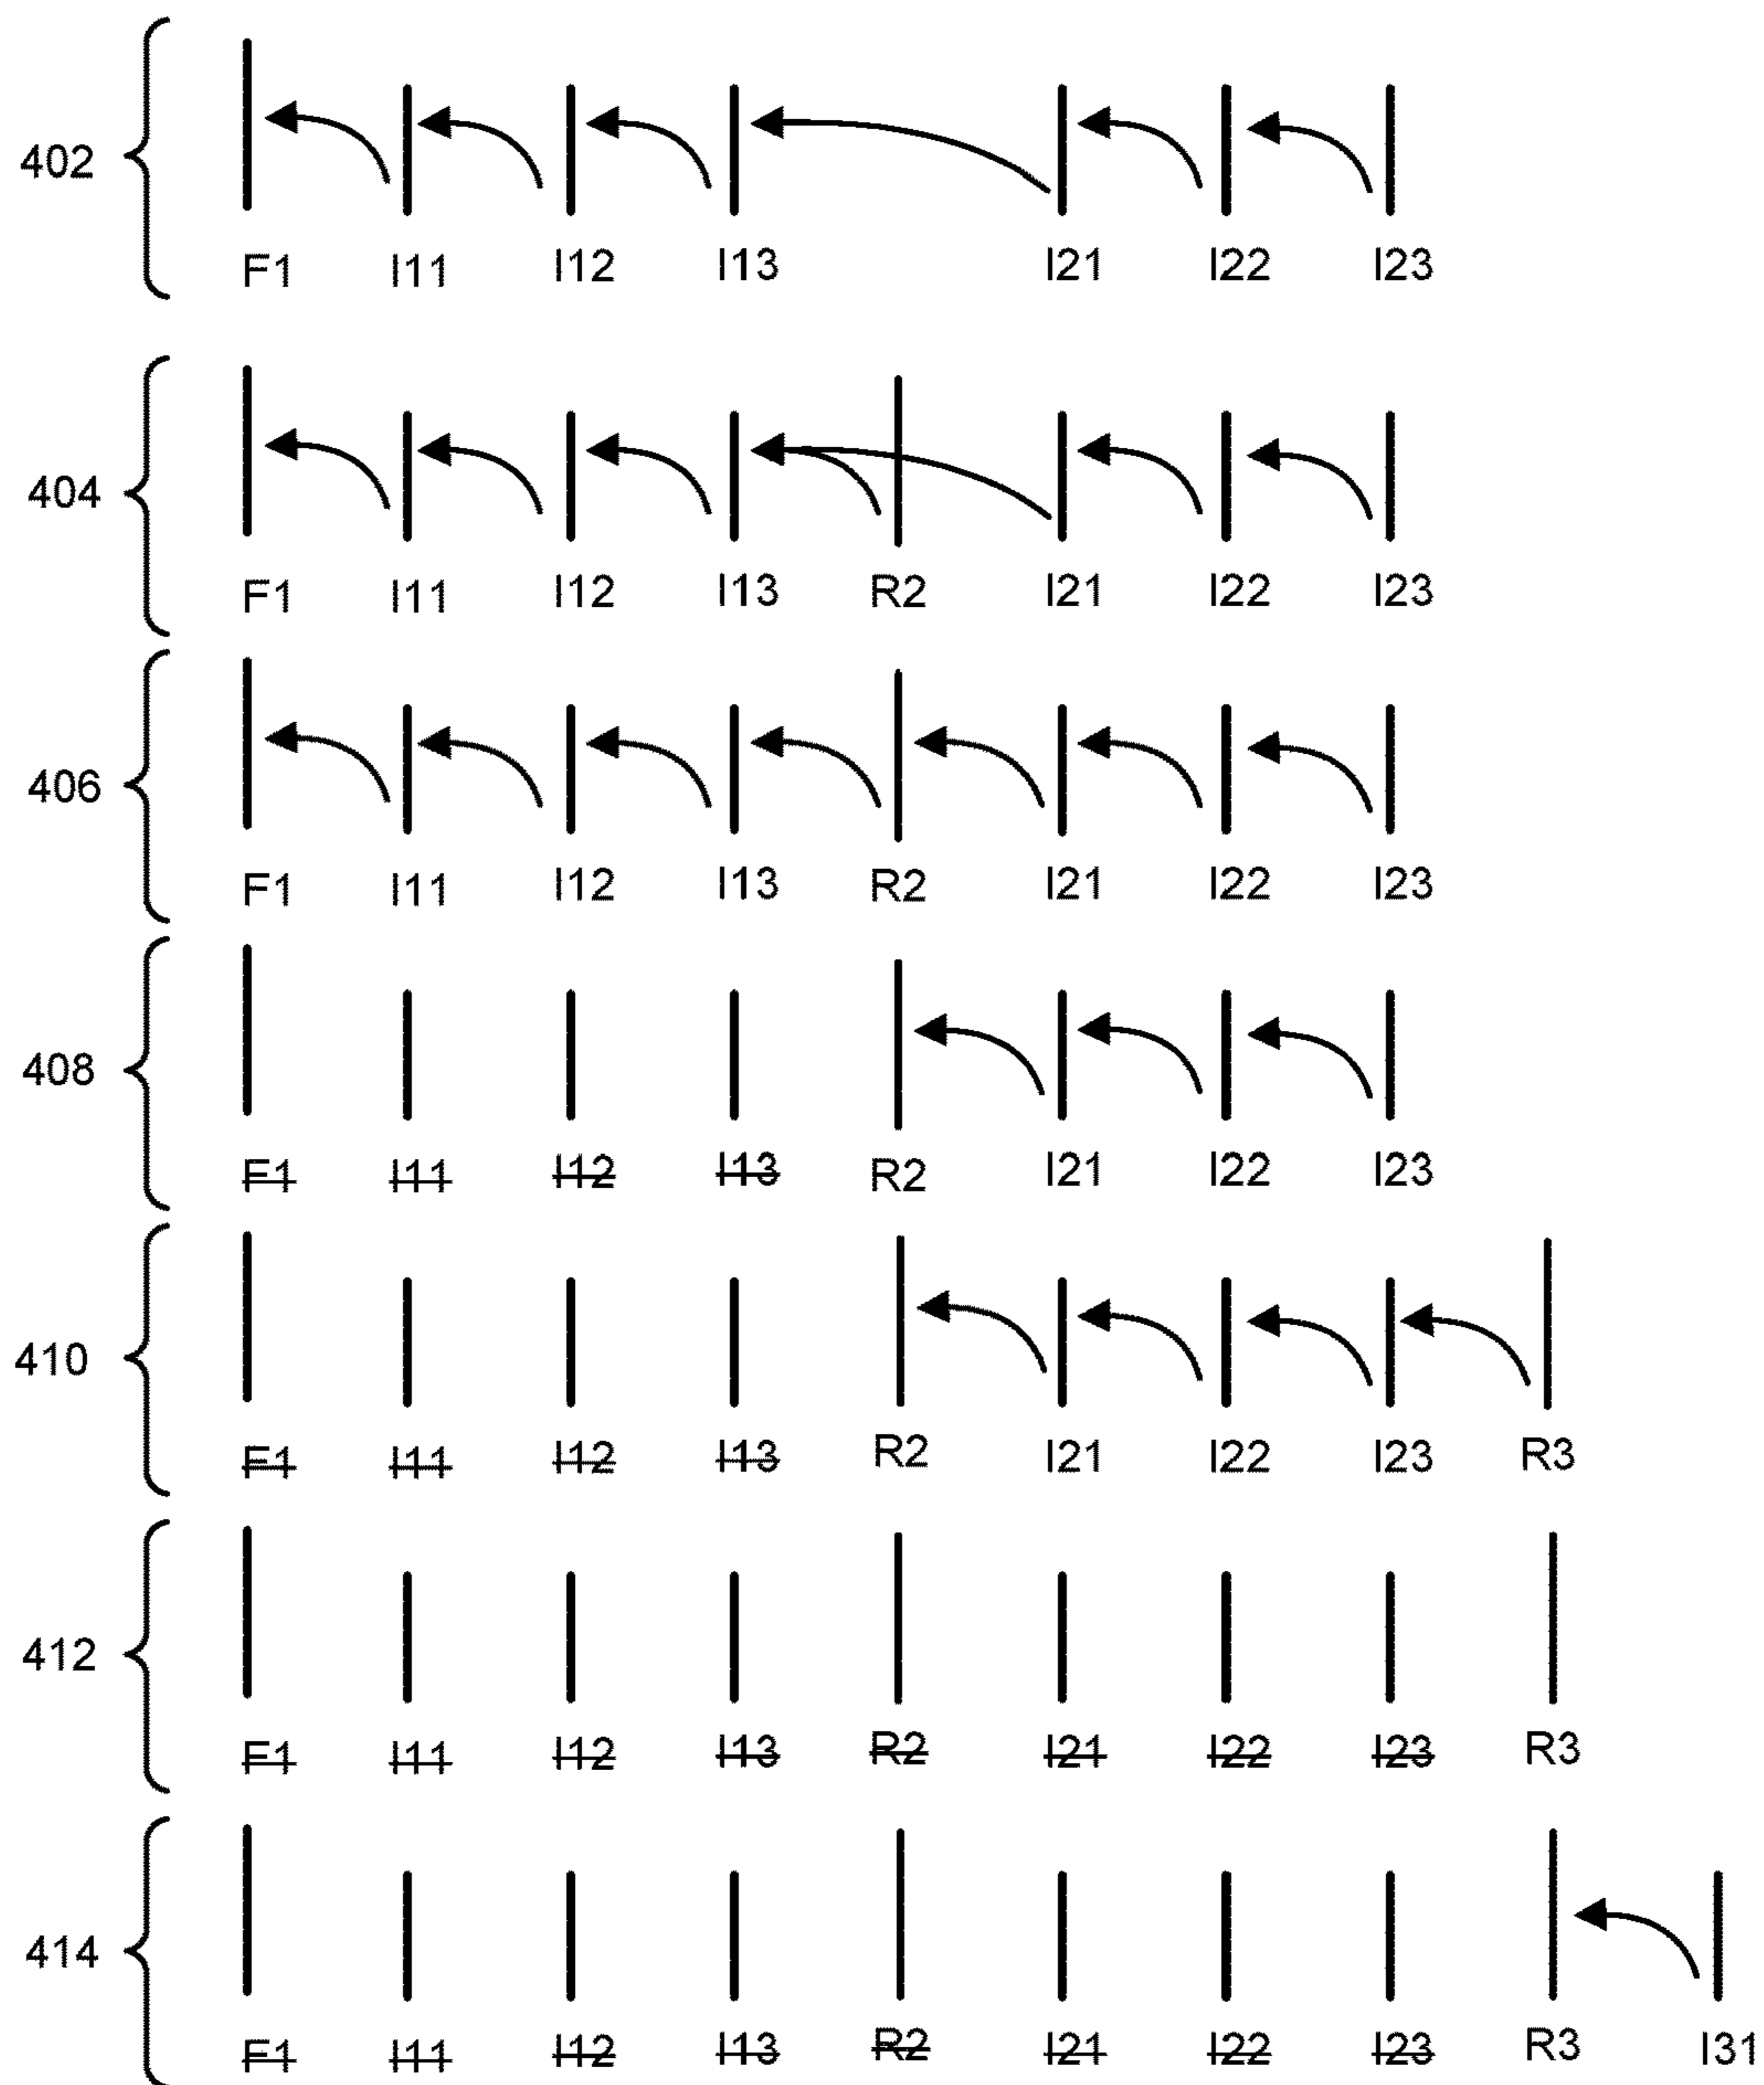 402
F1 I11 I12 I13 I21 I22 I23
404
F1 I11 I12 I13 R2 I21 I22 I23
406
F1 I11 I12 I13 R2 I21 I22 I23
408
F1 I11 I12 I13 R2 I21 I22 I23
410
F1 I11 I12 I13 R2 I21 I22 I23 R3
412
F1 I11 I12 I13 R2 I21 I22 I23 R3
414
F1 I11 I12 I13 R2 I21 I22 I23 R3 I31